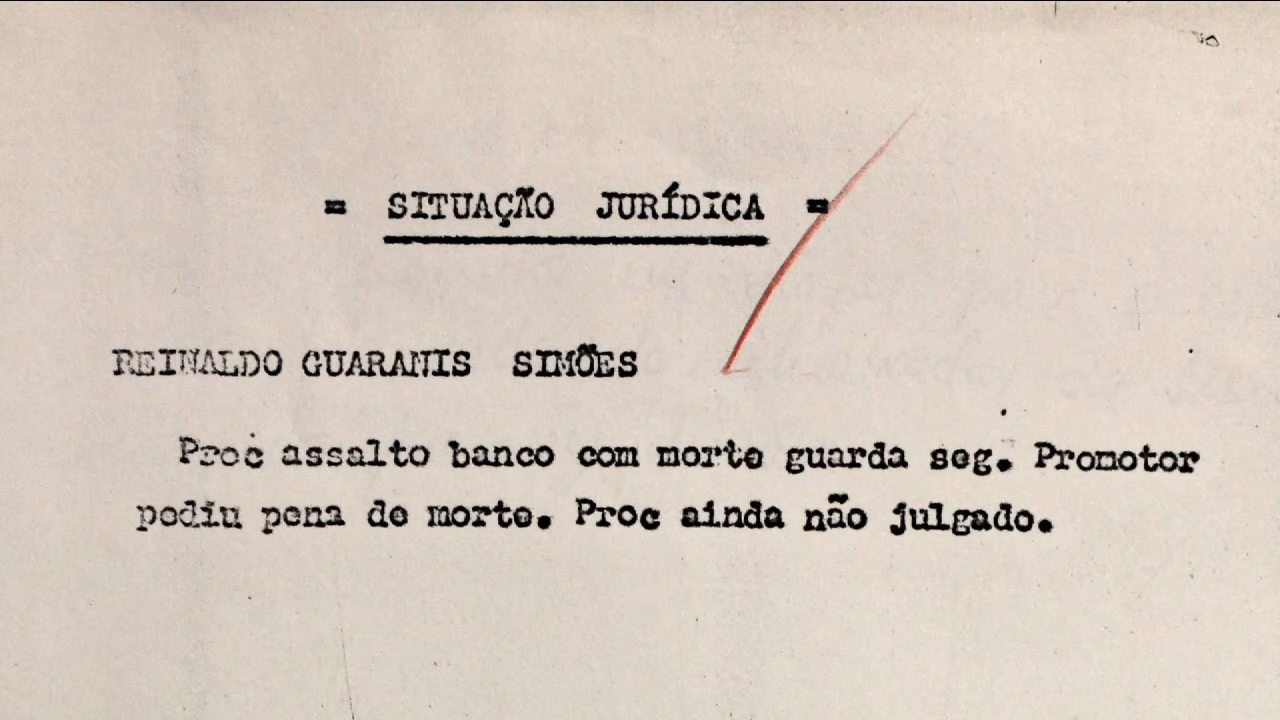 = SITUAÇÃO JURÍDICA =
REINALDO GUARANIS SIMÕES
Proc assalto banco com morte guarda seg. Promotor
pediu pena de morte. Proc ainda não julgado.